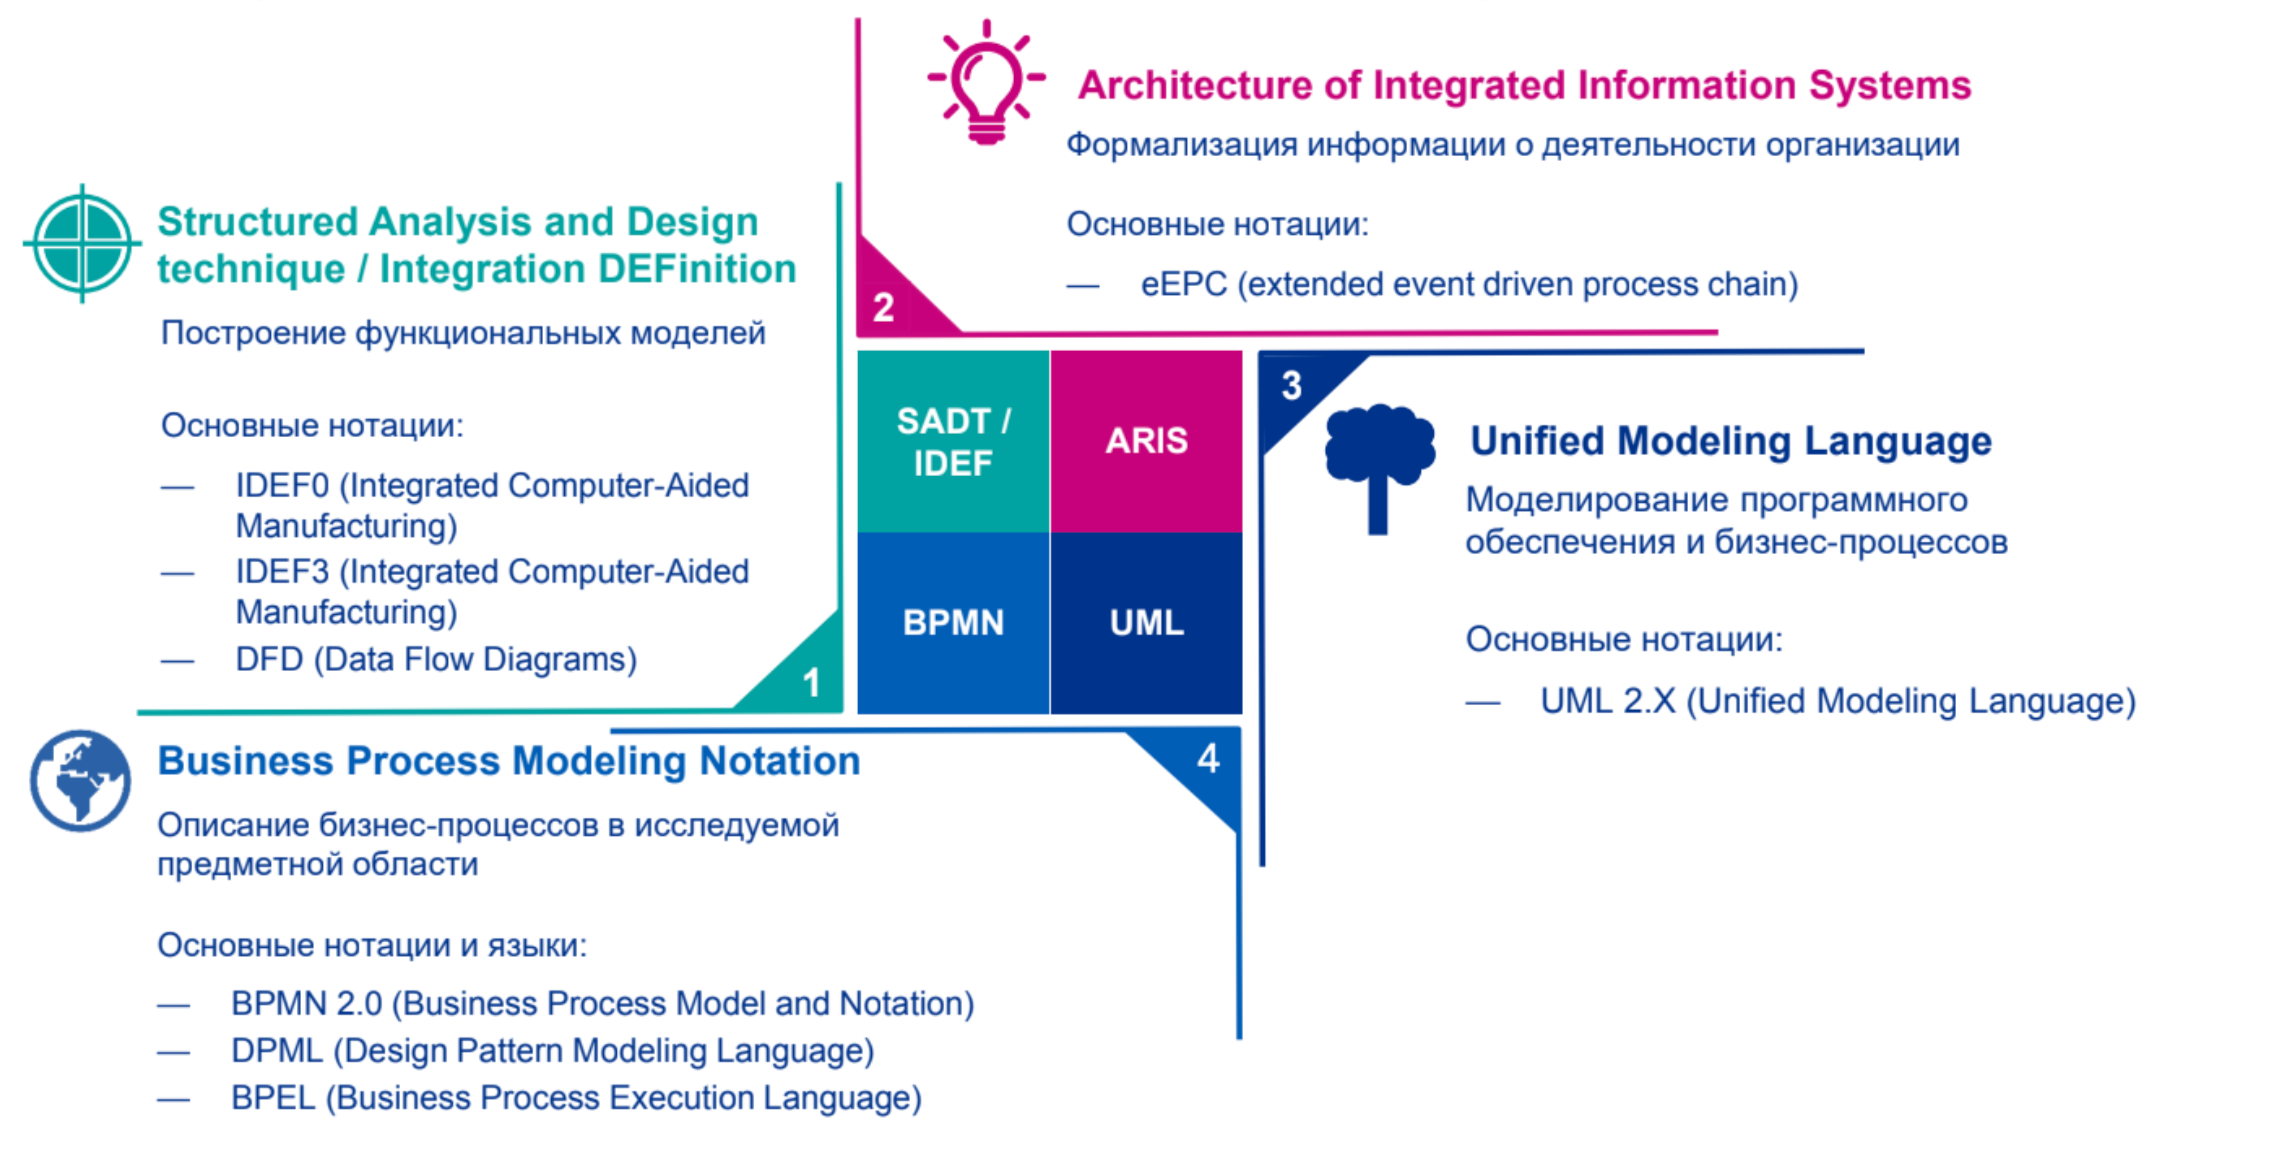 Structured Analysis and Design
technique / Integration DEFinition
Построение функциональных моделей
Основные нотации:
— IDEF0 (Integrated Computer-Aided
Manufacturing)
— IDEF3 (Integrated Computer-Aided
Manufacturing)
— DFD (Data Flow Diagrams)
1
Architecture of Integrated Information Systems
Формализация информации о деятельности организации
Основные нотации:
— eEPC (extended event driven process chain)
2
SADT /
IDEF
ARIS
BPMN
UML
3
Unified Modeling Language
Моделирование программного
обеспечения и бизнес-процессов
Основные нотации:
— UML 2.X (Unified Modeling Language)
4
Business Process Modeling Notation
Описание бизнес-процессов в исследуемой
предметной области
Основные нотации и языки:
— BPMN 2.0 (Business Process Model and Notation)
— DPML (Design Pattern Modeling Language)
— BPEL (Business Process Execution Language)